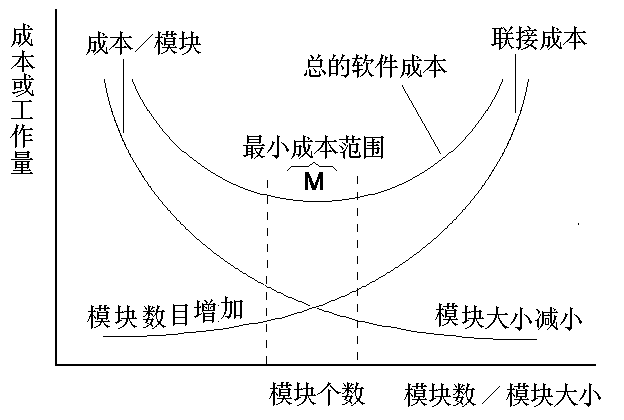 成本或工作量
成本／模块
联接成本
总的软件成本
最小成本范围
M
模块数目增加
模块大小减小
模块个数
模块数／模块大小